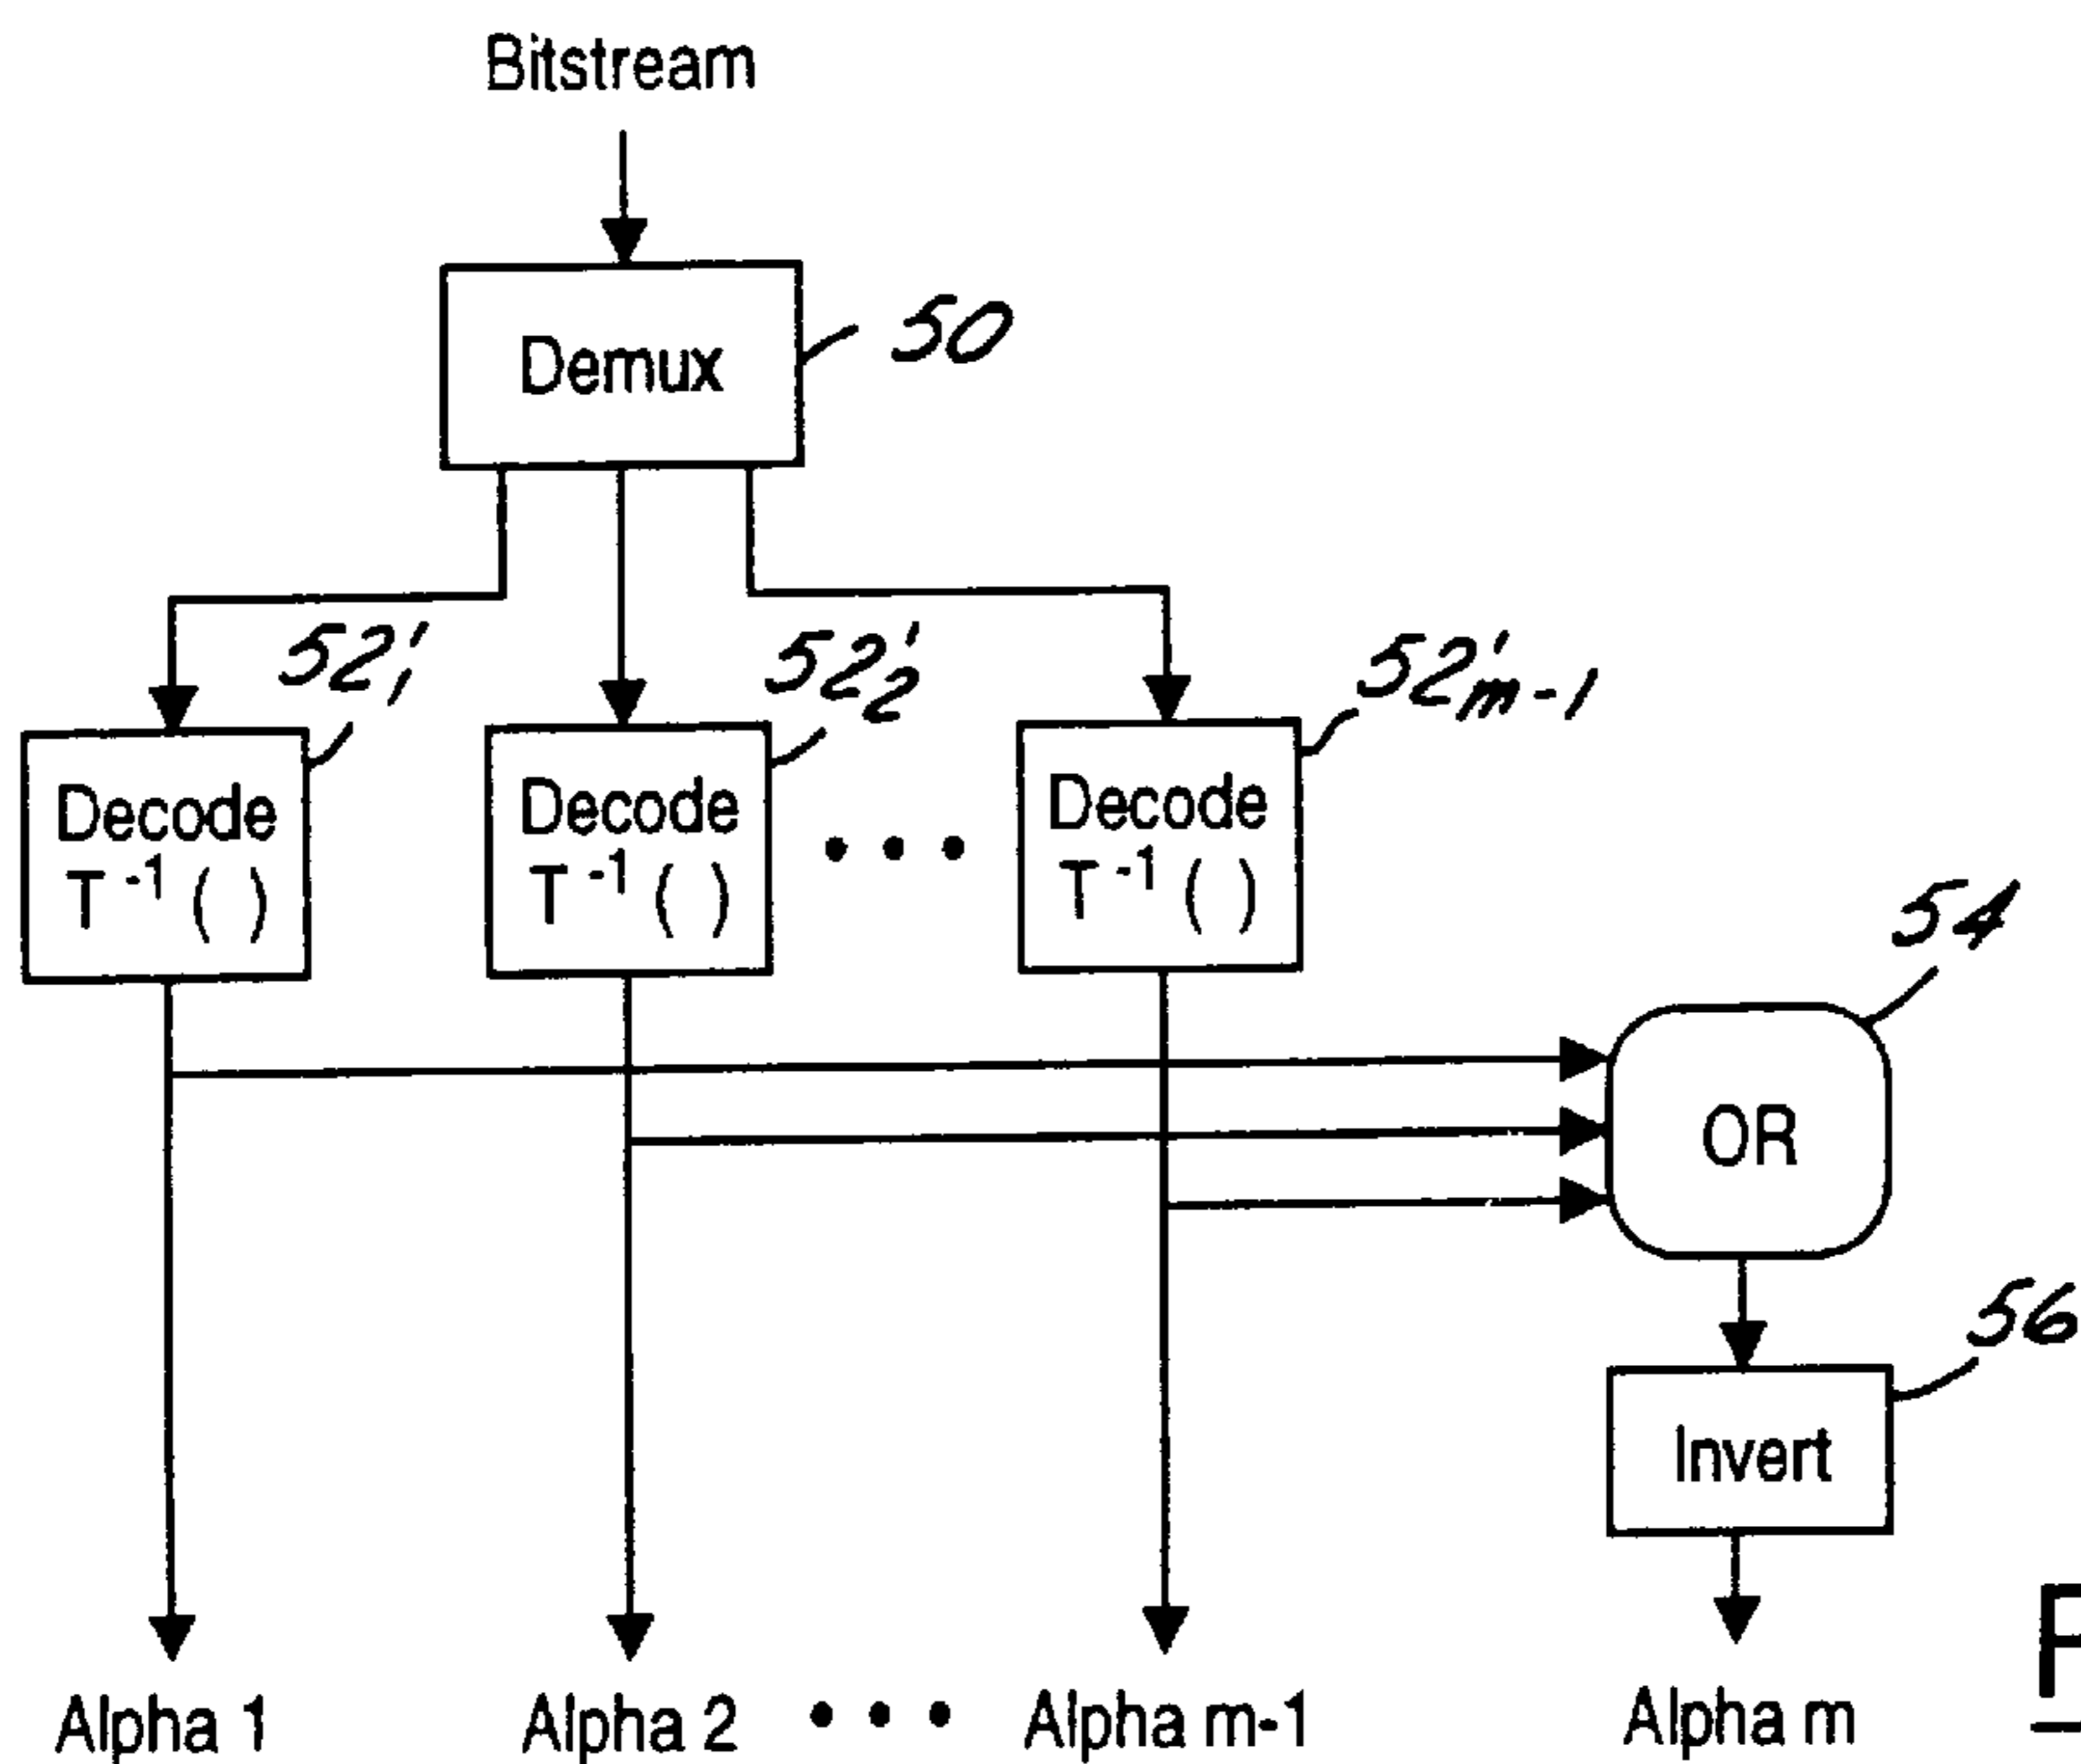 Bitstream
Demux
50
52'1
52'2
52'm-1
Decode
T -1 ( )
Decode
T -1 ( )
• • •
Decode
T -1 ( )
54
OR
56
Invert
Alpha 1
Alpha 2
• • •
Alpha m-1
Alpha m